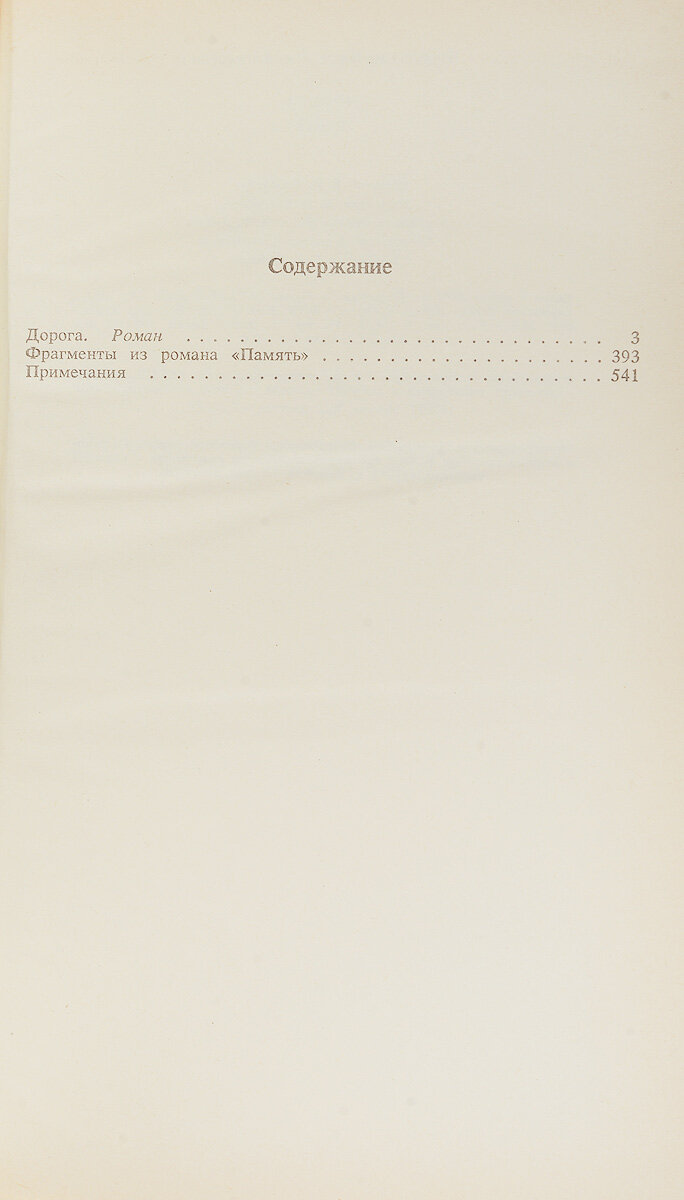 Содержание
Дорога. Роман . . . . . . . . . . . . . . . . . . . . . . . . . . . . . . . . 3
Фрагменты из романа «Память» . . . . . . . . . . . . . . . . . . . . . 393
Примечания . . . . . . . . . . . . . . . . . . . . . . . . . . . . . . . . . . 541